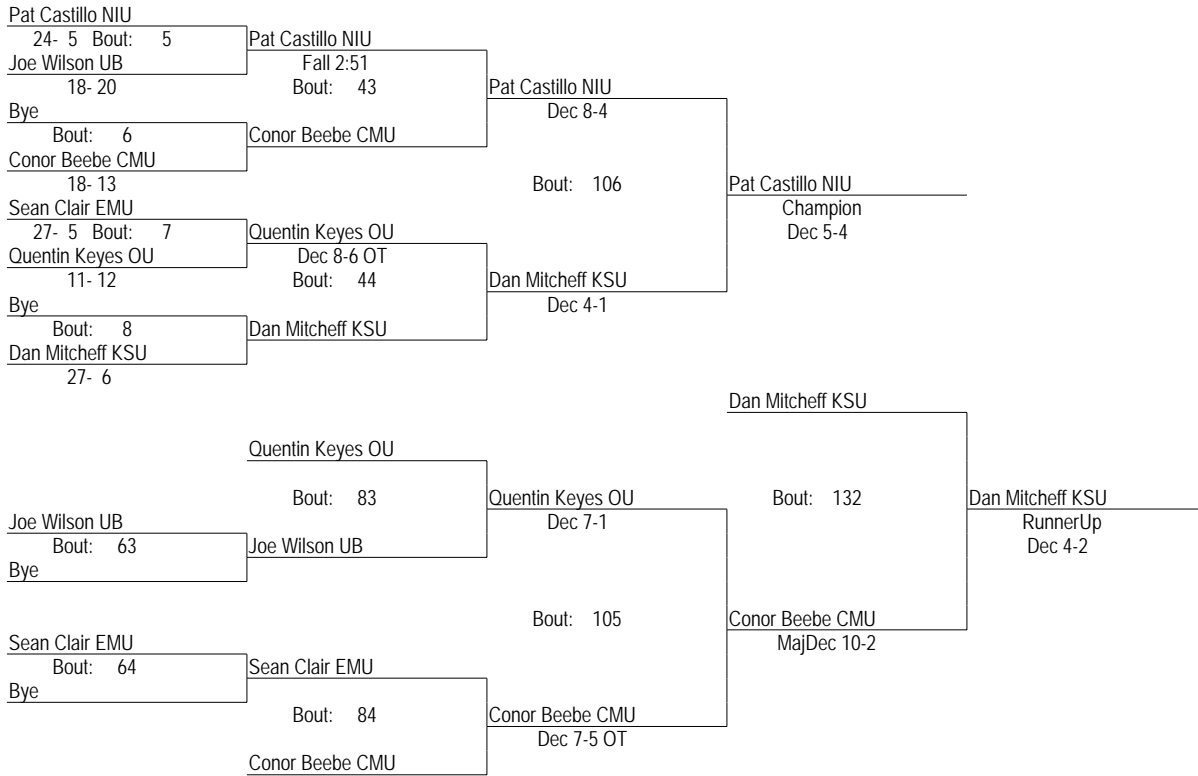 Pat Castillo NIU
24- 5 Bout: 5
Joe Wilson UB
18- 20
Bye
Bout: 6
Conor Beebe CMU
18- 13
Sean Clair EMU
27- 5 Bout: 7
Quentin Keyes OU
11- 12
Bye
Bout: 8
Dan Mitcheff KSU
27- 6
Pat Castillo NIU
Fall 2:51
Bout: 43
Conor Beebe CMU
Quentin Keyes OU
Dec 8-6 OT
Bout: 44
Dan Mitcheff KSU
Pat Castillo NIU
Dec 8-4
Bout: 106
Dan Mitcheff KSU
Dec 4-1
Pat Castillo NIU
Champion
Dec 5-4
Joe Wilson UB
Bout: 63
Bye
Sean Clair EMU
Bout: 64
Bye
Quentin Keyes OU
Bout: 83
Joe Wilson UB
Sean Clair EMU
Bout: 84
Conor Beebe CMU
Quentin Keyes OU
Dec 7-1
Bout: 105
Conor Beebe CMU
Dec 7-5 OT
Dan Mitcheff KSU
Bout: 132
Conor Beebe CMU
MajDec 10-2
Dan Mitcheff KSU
RunnerUp
Dec 4-2